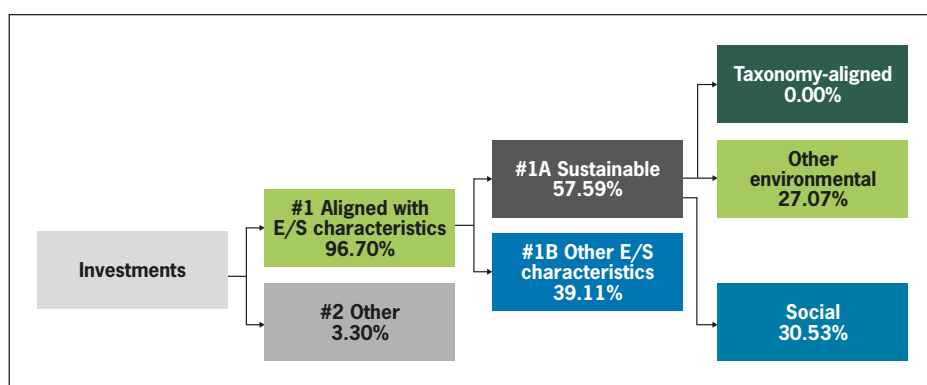 Investments
#1 Aligned with
E/S characteristics
96.70%
#2 Other
3.30%
#1A Sustainable
57.59%
#1B Other E/S
characteristics
39.11%
Taxonomy-aligned
0.00%
Other
environmental
27.07%
Social
30.53%